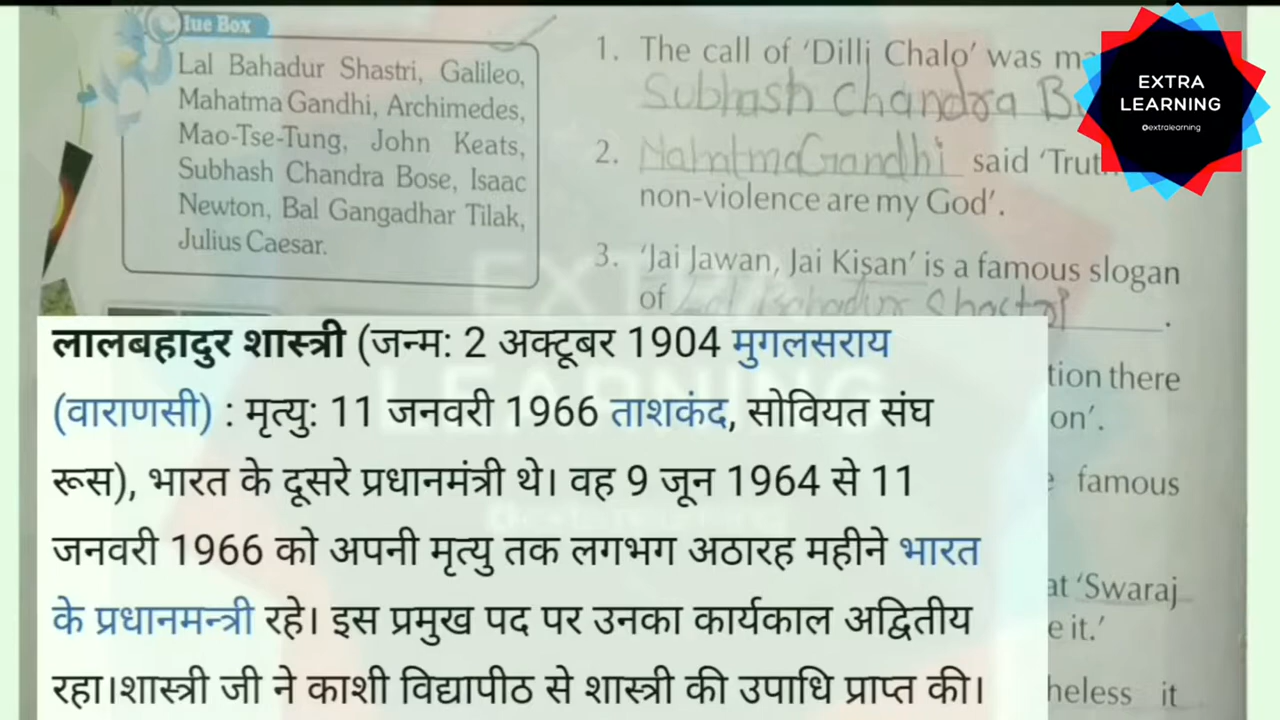 lue Box
Lal Bahadur Shastri, Galileo,
Mahatma Gandhi, Archimedes,
Mao-Tse-Tung, John Keats,
Subhash Chandra Bose, Isaac
Newton, Bal Gangadhar Tilak,
Julius Caesar.
1. The call of 'Dilli Chalo' was
Subhash Chandra
2. Mahatma Gandhi said
non-violence are my God'.
3. 'Jai Jawan, Jai Kisan' is a famous slogan
of Lal Bahadur Shastri.
EXTRA
LEARNING
extralearning
लालबहादुर शास्त्री (जन्म: 2 अक्टूबर 1904 मुगलसराय
(वाराणसी) : मृत्यु: 11 जनवरी 1966 ताशकंद, सोवियत संघ
रूस), भारत के दूसरे प्रधानमंत्री थे। वह 9 जून 1964 से 11
जनवरी 1966 को अपनी मृत्यु तक लगभग अठारह महीने भारत
के प्रधानमन्त्री रहे। इस प्रमुख पद पर उनका कार्यकाल अद्वितीय
रहा।शास्त्री जी ने काशी विद्यापीठ से शास्त्री की उपाधि प्राप्त की।
tion there
on'.
famous
at 'Swaraj
e it.'
heless it